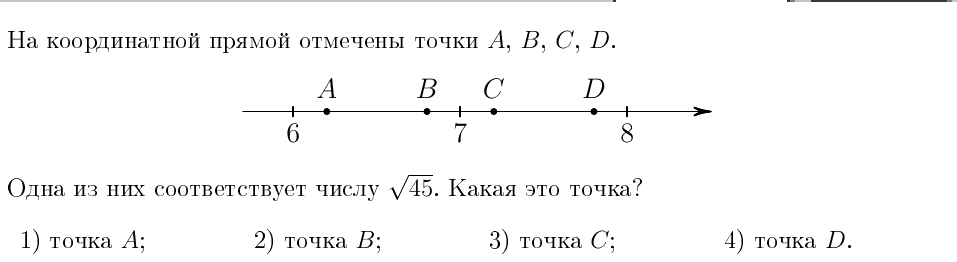 На координатной прямой отмечены точки A, B, C, D.
A B C D
6 7 8
Одна из них соответствует числу √45. Какая это точка?
1) точка A; 2) точка B; 3) точка C; 4) точка D.